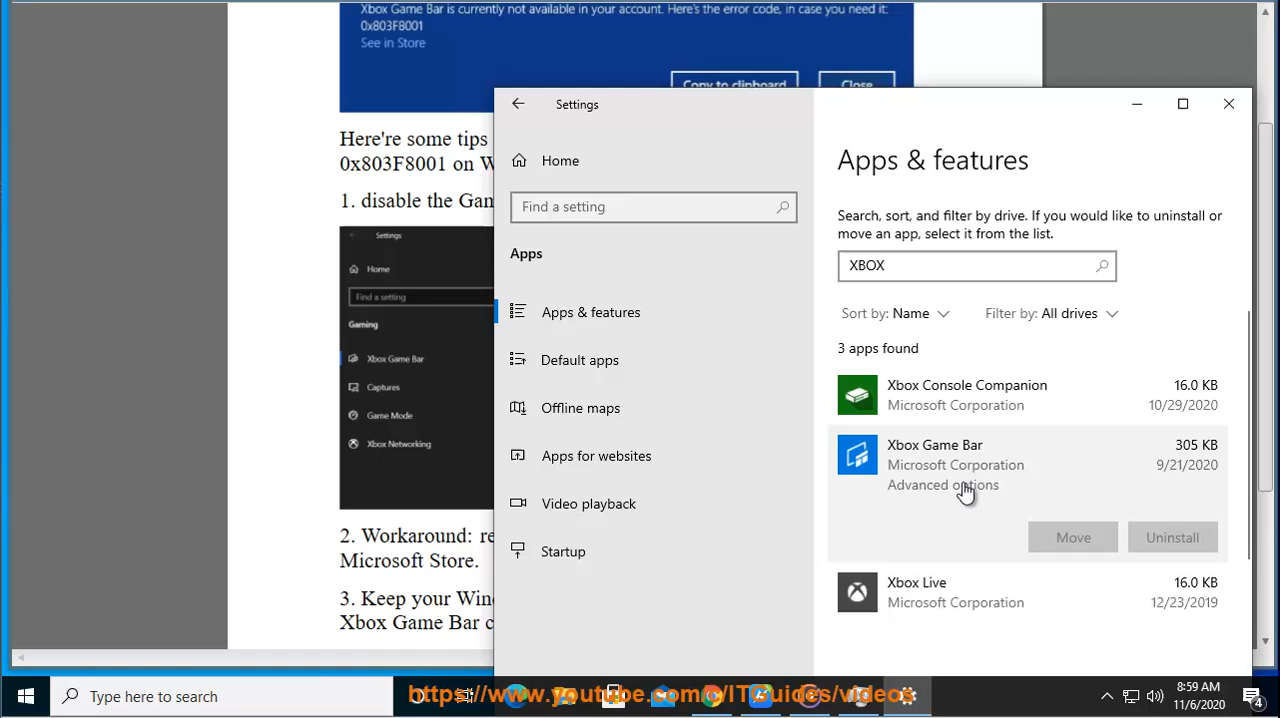 Xbox Game Bar is currently not available in your account. Here's the error code, in case you need it:
0x803F8001
See in Store
Copy to clipboard
Close
Here're some tips
0x803F8001 on W
1. disable the Gam
Settings
Home
Find a setting
Gaming
Xbox Game Bar
Captures
Game Mode
Xbox Networking
2. Workaround: re
Microsoft Store.
3. Keep your Wind
Xbox Game Bar c
Settings
Home
Find a setting
Apps
Apps & features
Default apps
Offline maps
Apps for websites
Video playback
Startup
Apps & features
Search, sort, and filter by drive. If you would like to uninstall or
move an app, select it from the list.
XBOX
Sort by: Name
Filter by: All drives
3 apps found
Xbox Console Companion 16.0 KB
Microsoft Corporation 10/29/2020
Xbox Game Bar 305 KB
Microsoft Corporation 9/21/2020
Advanced options
Move Uninstall
Xbox Live 16.0 KB
Microsoft Corporation 12/23/2019
Type here to search
https://www.youtube.com/c/ITGuides/videos
8:59 AM
11/6/2020
4